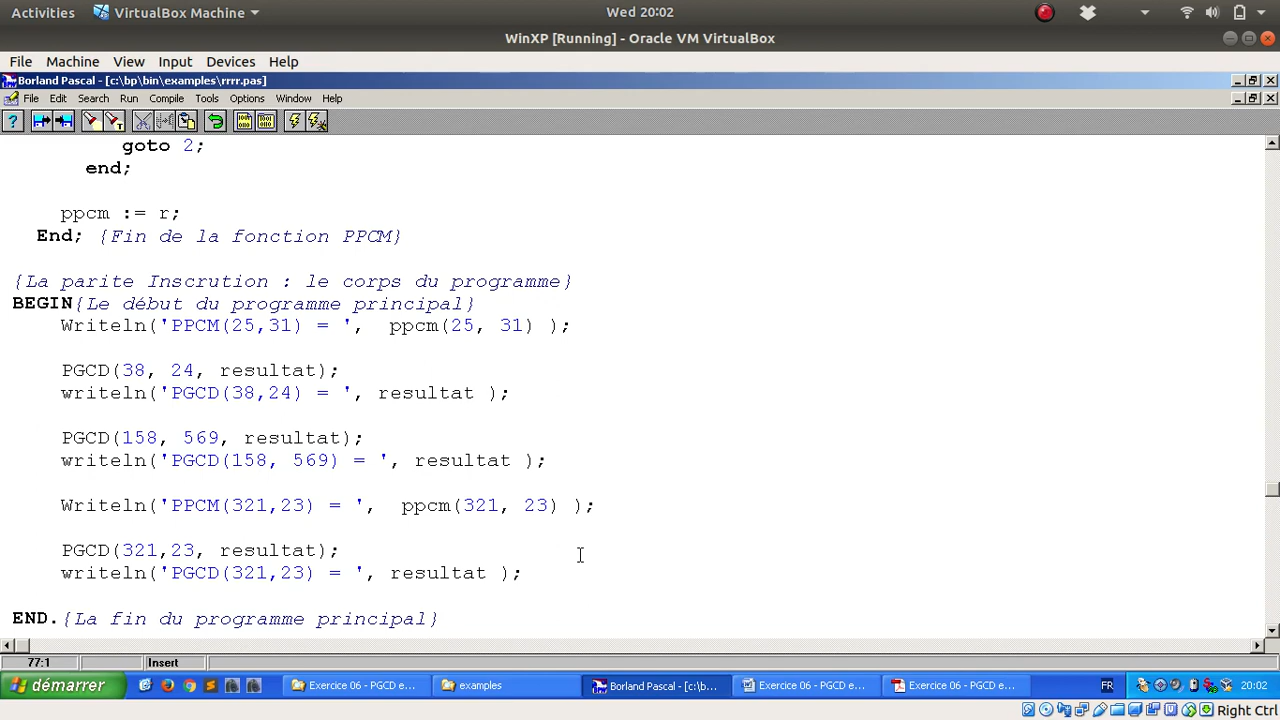 Activities VirtualBox Machine Wed 20:02
WinXP [Running] - Oracle VM VirtualBox
File Machine View Input Devices Help
Borland Pascal - [c:\bp\bin\examples\rrrr.pas]
File Edit Search Run Compile Tools Options Window Help
goto 2;
end;
ppcm := r;
End; {Fin de la fonction PPCM}
{La parite Inscrution : le corps du programme}
BEGIN{Le début du programme principal}
Writeln('PPCM(25,31) = ', ppcm(25, 31) );
PGCD(38, 24, resultat);
writeln('PGCD(38,24) = ', resultat );
PGCD(158, 569, resultat);
writeln('PGCD(158, 569) = ', resultat );
Writeln('PPCM(321,23) = ', ppcm(321, 23) );
PGCD(321,23, resultat);
writeln('PGCD(321,23) = ', resultat );
END.{La fin du programme principal}
77:1 Insert
démarrer Exercice 06 - PGCD e... examples Borland Pascal - [c:\b... Exercice 06 - PGCD e... Exercice 06 - PGCD e... FR 20:02
Right Ctrl